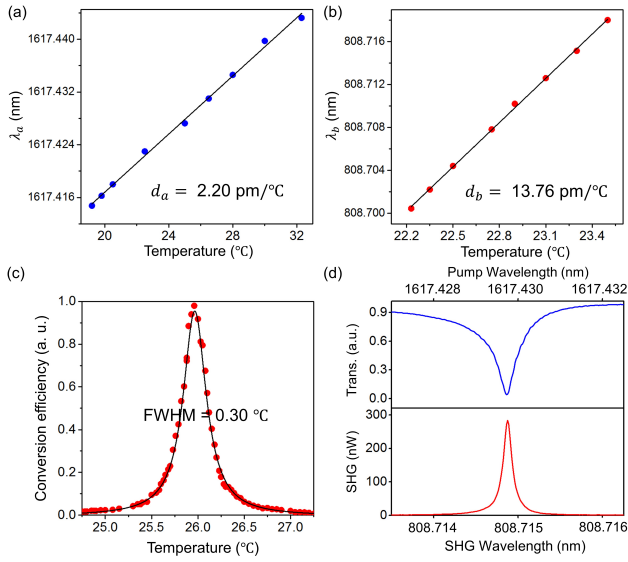 (a)
1617.440
1617.432
1617.424
1617.416
λa (nm)
da = 2.20 pm/℃
20 24 28 32
Temperature (℃)
(b)
808.716
808.712
808.708
808.704
808.700
λb (nm)
db = 13.76 pm/℃
22.2 22.5 22.8 23.1 23.4
Temperature (℃)
(c)
1.0
0.8
0.6
0.4
0.2
0.0
Conversion efficiency (a. u.)
FWHM = 0.30 ℃
25.0 25.5 26.0 26.5 27.0
Temperature (℃)
(d)
Pump Wavelength (nm)
1617.428 1617.430 1617.432
0.9
0.6
0.3
0.0
Trans. (a.u.)
300
200
100
0
SHG (nW)
808.714 808.715 808.716
SHG Wavelength (nm)